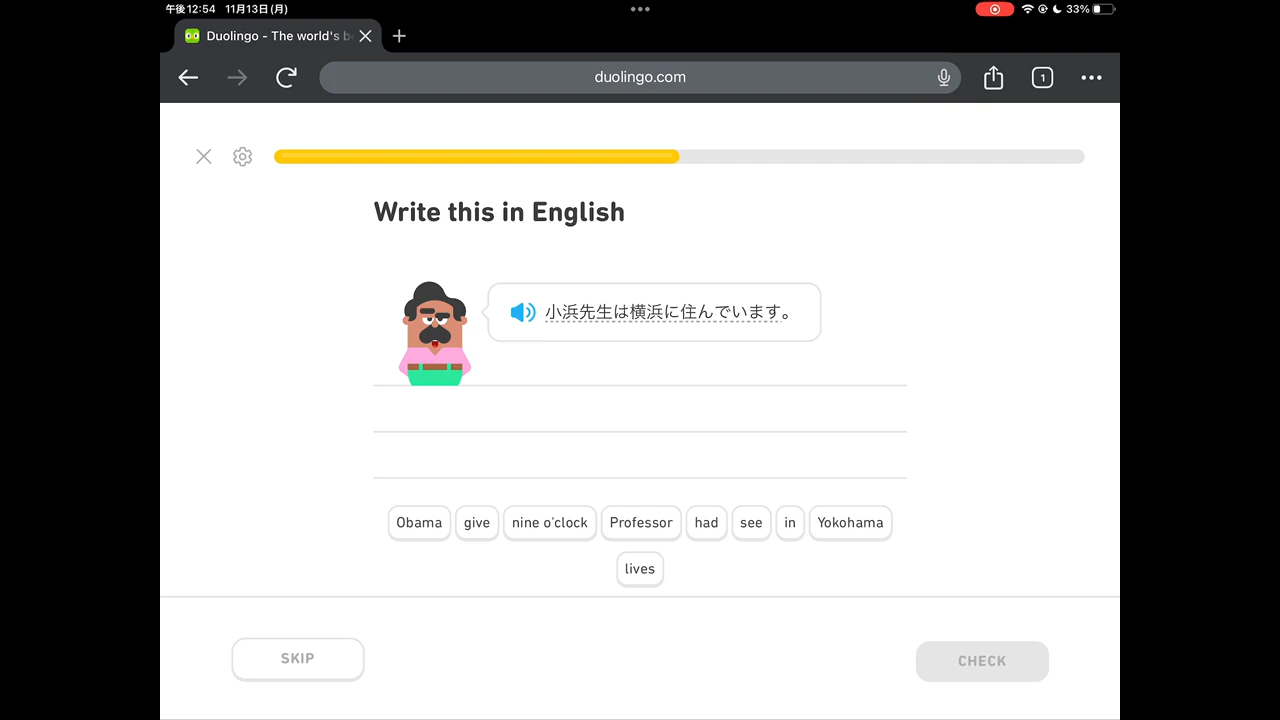 午後12:54 11月13日(月)
33%
Duolingo - The world's b
duolingo.com
1
Write this in English
小浜先生は横浜に住んでいます。
Obama give nine o'clock Professor had see in Yokohama
lives
SKIP
CHECK